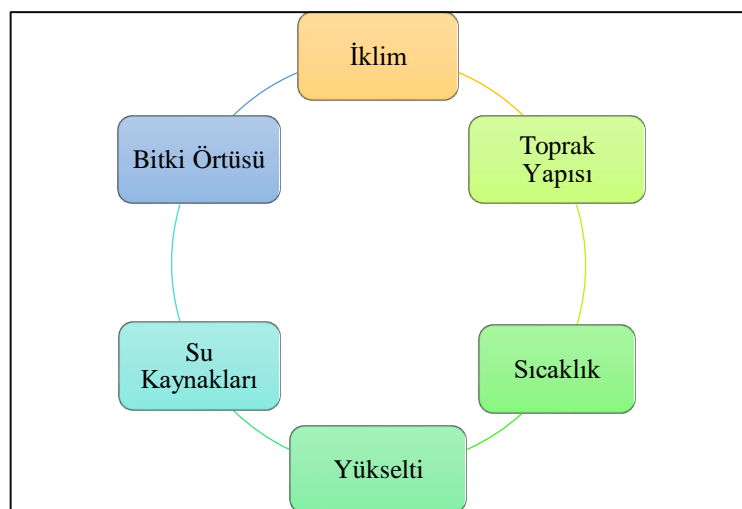 İklim
Toprak
Yapısı
Sıcaklık
Yükselti
Su
Kaynakları
Bitki Örtüsü